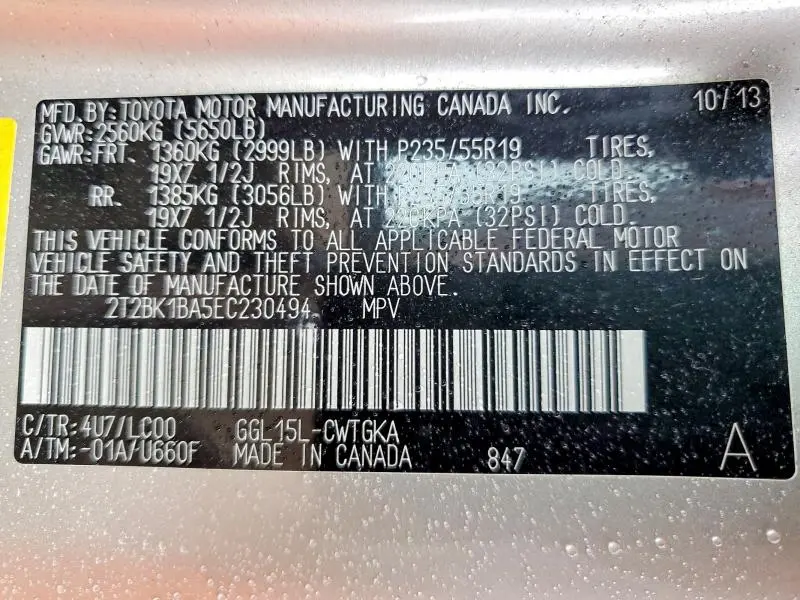 MFD. BY: TOYOTA MOTOR MANUFACTURING CANADA INC. 10/13
GVWR: 2560KG (5650LB)
GAWR: FRT. 1360KG (2999LB) WITH P235/55R19 TIRES,
19X7 1/2J RIMS, AT (32PSI) COLD.
RR. 1385KG (3056LB) WITH TIRES,
19X7 1/2J RIMS, AT 220KPA (32PSI) COLD.
THIS VEHICLE CONFORMS TO ALL APPLICABLE FEDERAL MOTOR
VEHICLE SAFETY AND THEFT PREVENTION STANDARDS IN EFFECT ON
THE DATE OF MANUFACTURE SHOWN ABOVE.
2T2BK1BA5EC230494 MPV
C/TR: 4U7/LC00 GGL15L-CWTGKA
A/TM: -01A/U660F MADE IN CANADA 847 A